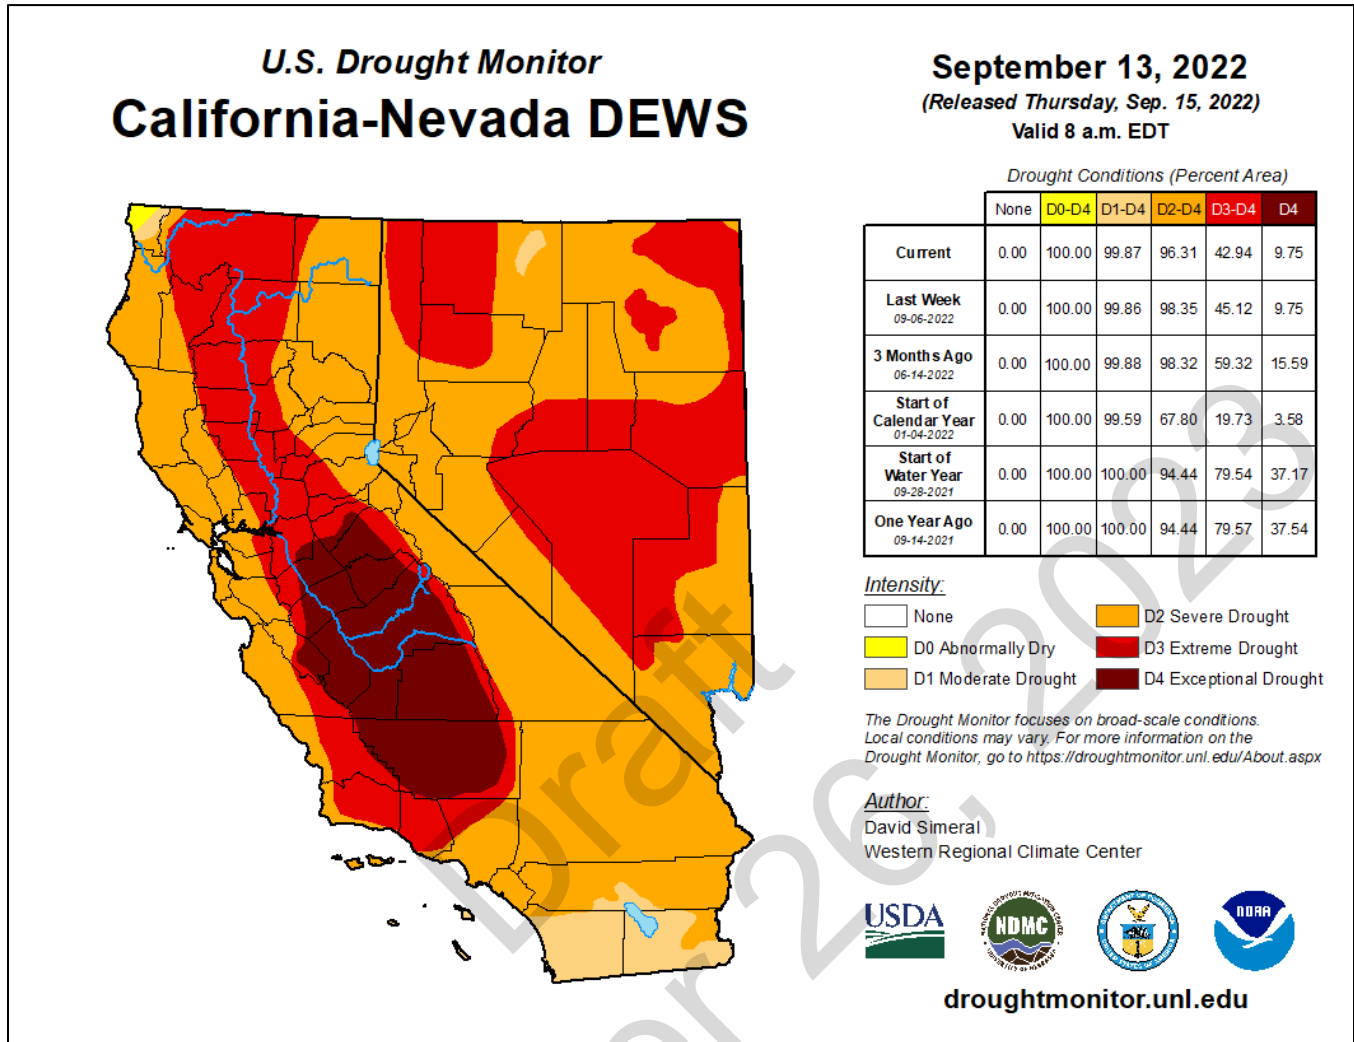 U.S. Drought Monitor
California-Nevada DEWS
September 13, 2022
(Released Thursday, Sep. 15, 2022)
Valid 8 a.m. EDT
Drought Conditions (Percent Area)
None D0-D4 D1-D4 D2-D4 D3-D4 D4
Current 0.00 100.00 99.87 96.31 42.94 9.75
Last Week
09-06-2022
0.00 100.00 99.86 98.35 45.12 9.75
3 Months Ago
06-14-2022
0.00 100.00 99.88 98.32 59.32 15.59
Start of
Calendar Year
01-04-2022
0.00 100.00 99.59 67.80 19.73 3.58
Start of
Water Year
09-28-2021
0.00 100.00 100.00 94.44 79.54 37.17
One Year Ago
09-14-2021
0.00 100.00 100.00 94.44 79.57 37.54
Intensity:
None
D0 Abnormally Dry
D1 Moderate Drought
D2 Severe Drought
D3 Extreme Drought
D4 Exceptional Drought
The Drought Monitor focuses on broad-scale conditions.
Local conditions may vary. For more information on the
Drought Monitor, go to https://droughtmonitor.unl.edu/About.aspx
Author:
David Simeral
Western Regional Climate Center
USDA
NDMC
NOAA
droughtmonitor.unl.edu
Draft
26, 2023